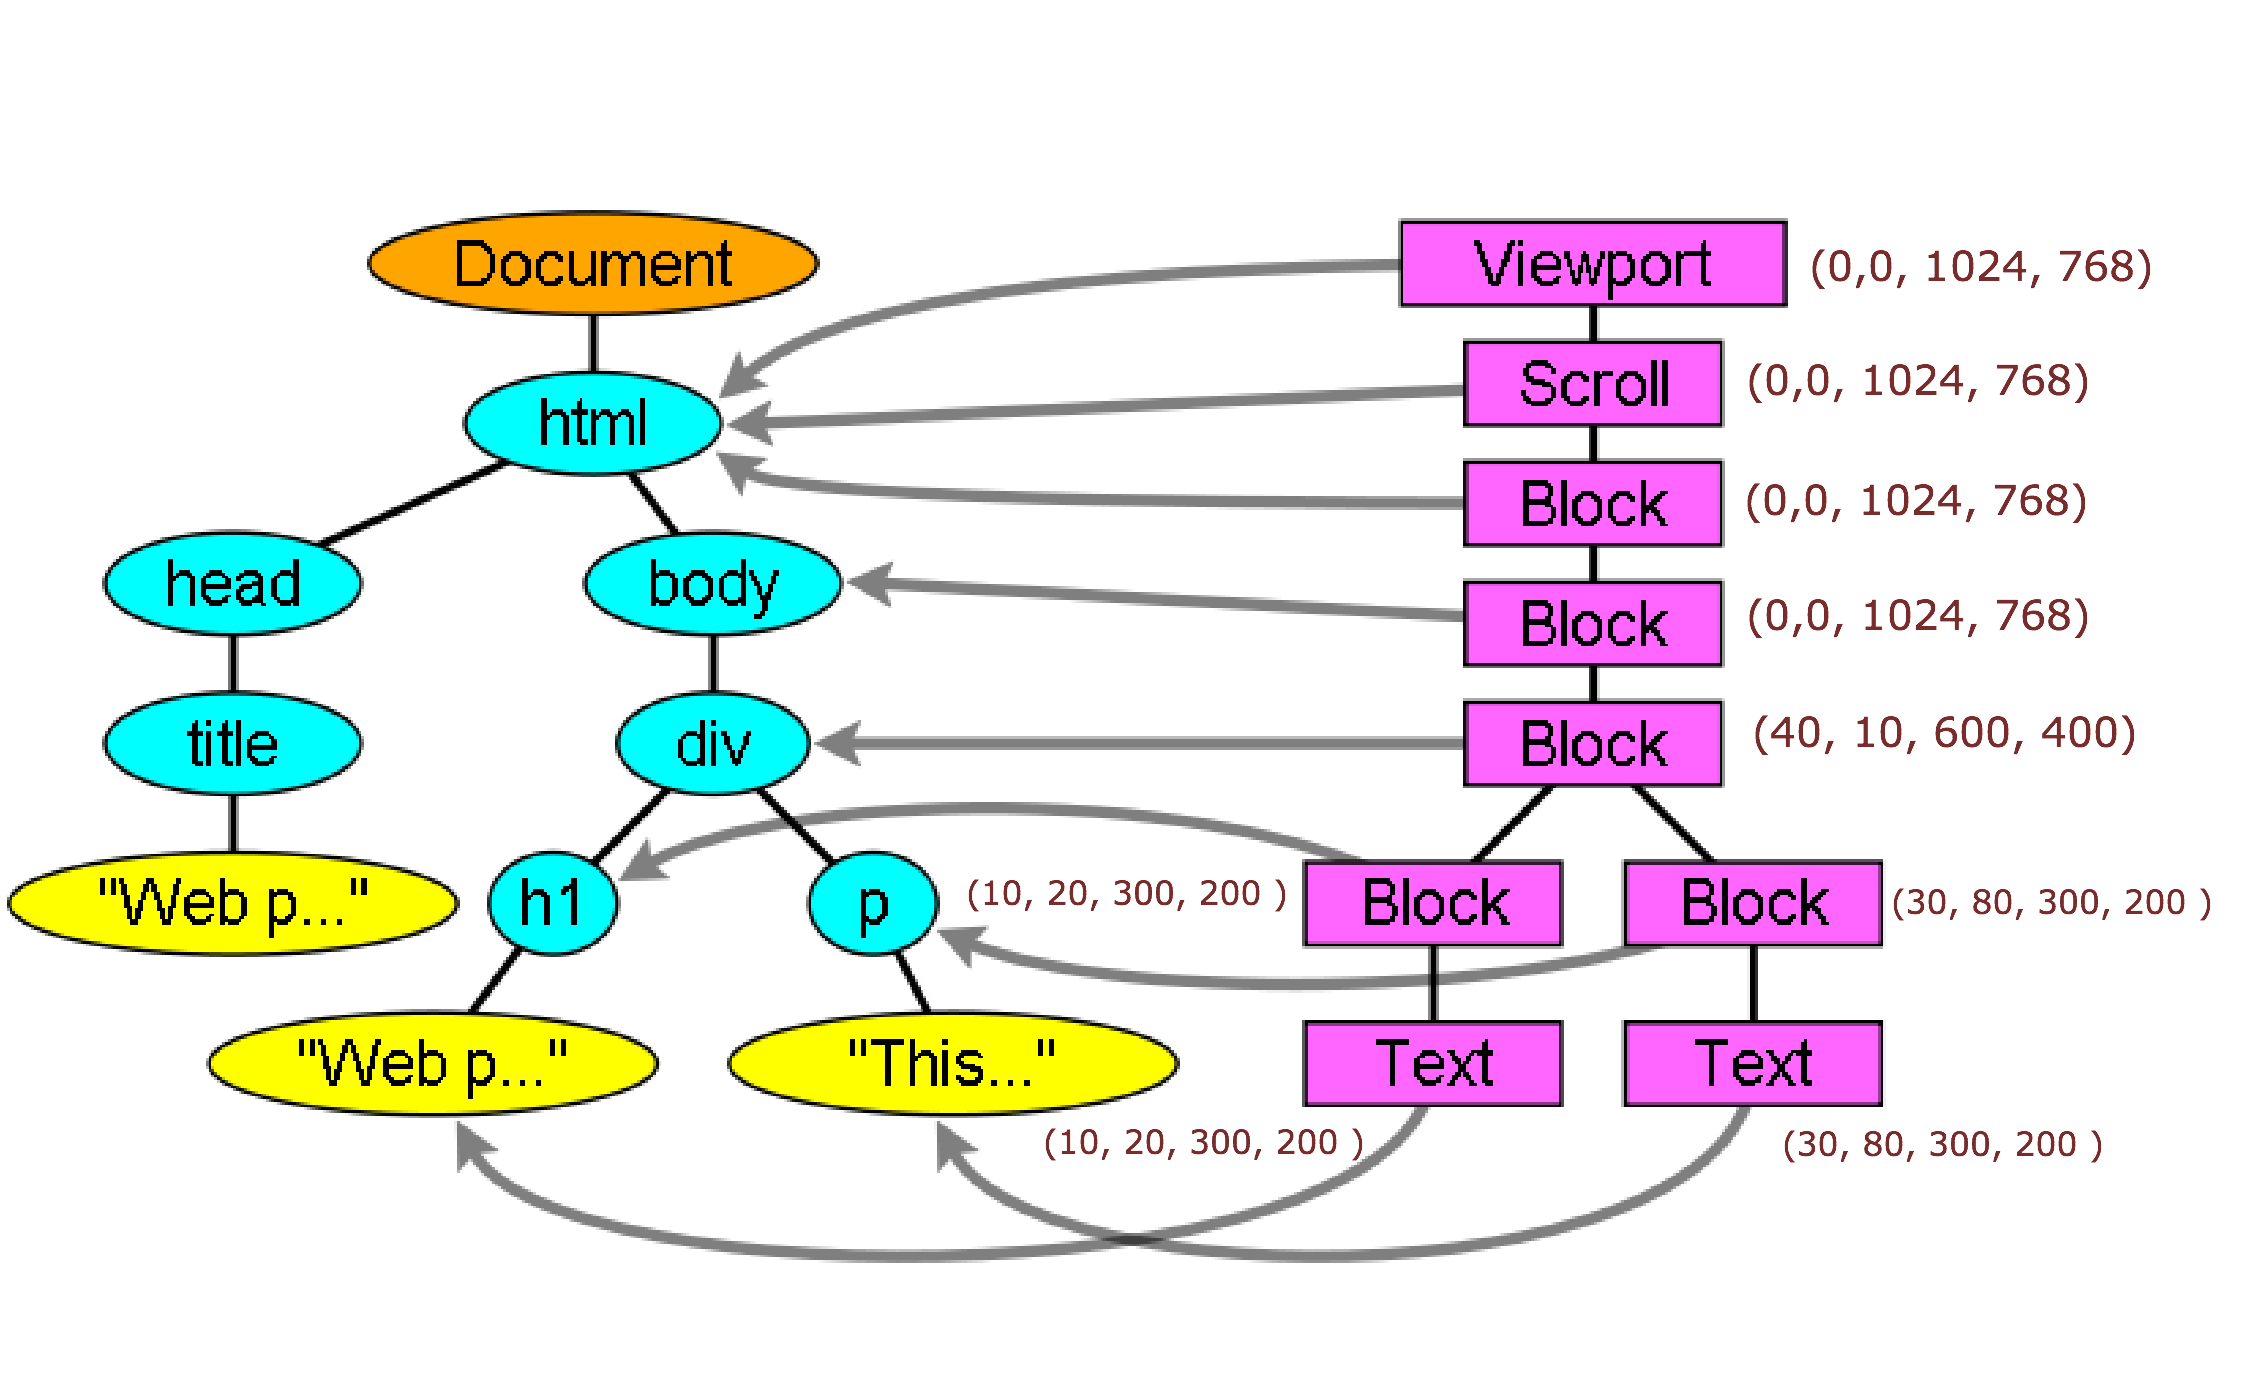 Document
Viewport
(0,0, 1024, 768)
Scroll
(0,0, 1024, 768)
html
Block
(0,0, 1024, 768)
head
body
Block
(0,0, 1024, 768)
title
div
Block
(40, 10, 600, 400)
"Web p..."
h1
p
(10, 20, 300, 200 )
Block
Block
(30, 80, 300, 200 )
"Web p..."
"This..."
Text
Text
(10, 20, 300, 200 )
(30, 80, 300, 200 )